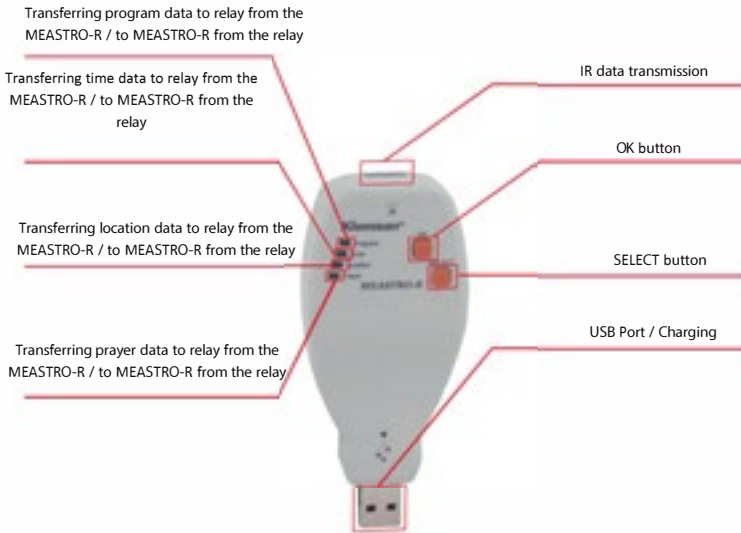 Transferring program data to relay from the
MEASTRO-R / to MEASTRO-R from the relay
Transferring time data to relay from the
MEASTRO-R / to MEASTRO-R from the
relay
Transferring location data to relay from the
MEASTRO-R / to MEASTRO-R from the relay
Transferring prayer data to relay from the
MEASTRO-R / to MEASTRO-R from the relay
IR data transmission
OK button
SELECT button
USB Port / Charging
Klemsan
MEASTRO-R